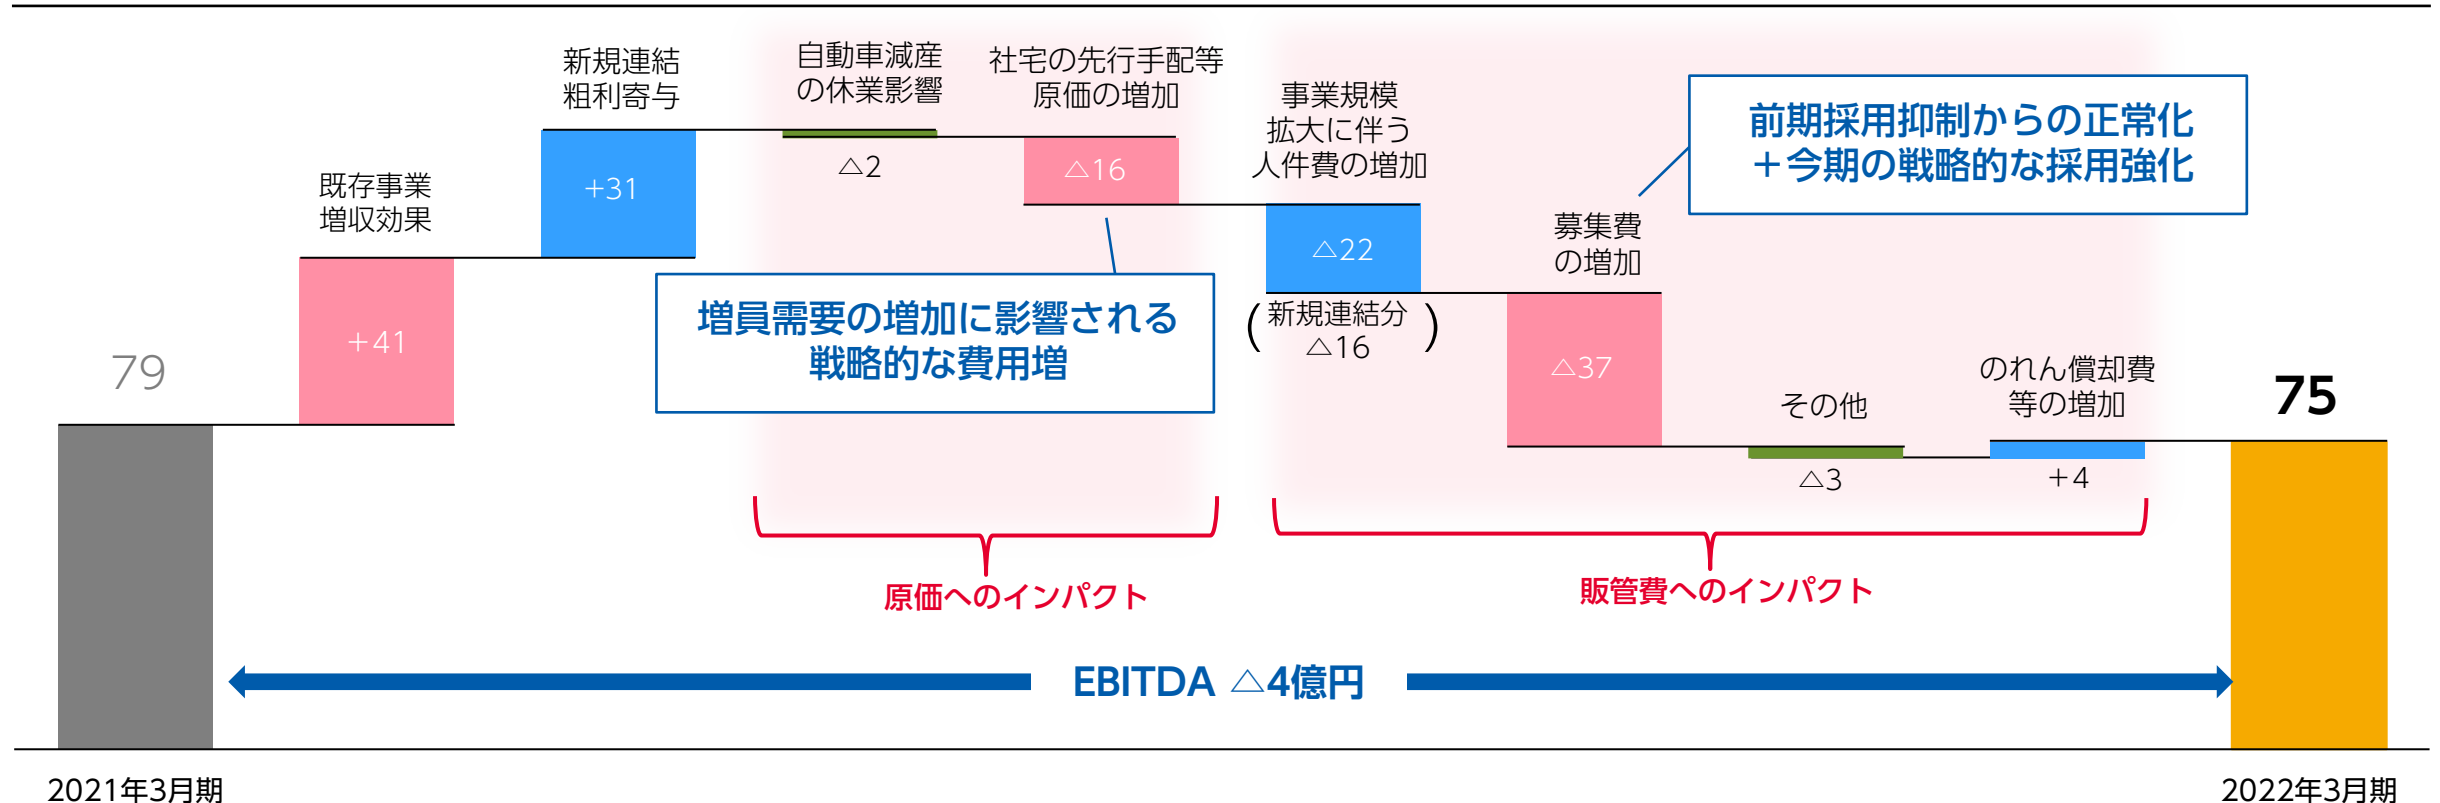 79
既存事業
増収効果
＋41
新規連結
粗利寄与
＋31
自動車減産
の休業影響
△2
社宅の先行手配等
原価の増加
△16
増員需要の増加に影響される
戦略的な費用増
事業規模
拡大に伴う
人件費の増加
△22
(新規連結分
△16)
募集費
の増加
△37
前期採用抑制からの正常化
＋今期の戦略的な採用強化
その他
△3
のれん償却費
等の増加
＋4
75
原価へのインパクト
販管費へのインパクト
EBITDA △4億円
2021年3月期
2022年3月期